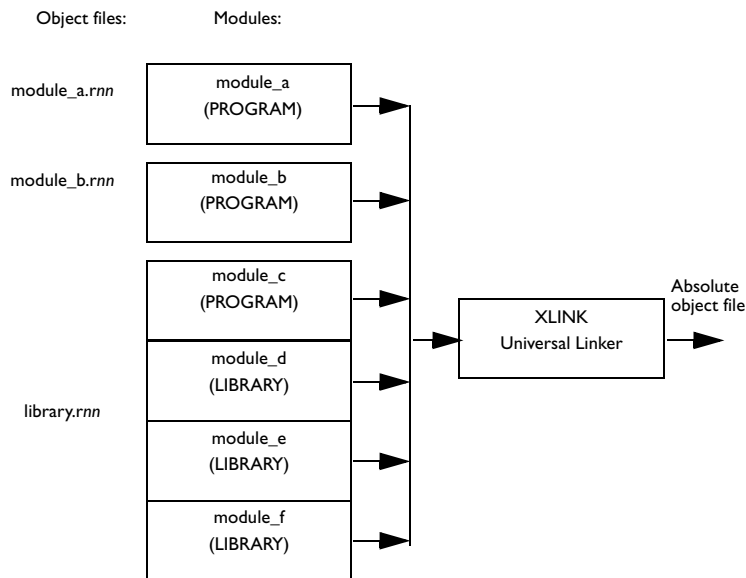 Object files:
Modules:
module_a.rnn
module_a
(PROGRAM)
module_b.rnn
module_b
(PROGRAM)
module_c
(PROGRAM)
module_d
(LIBRARY)
library.rnn
module_e
(LIBRARY)
module_f
(LIBRARY)
XLINK
Universal Linker
Absolute
object file